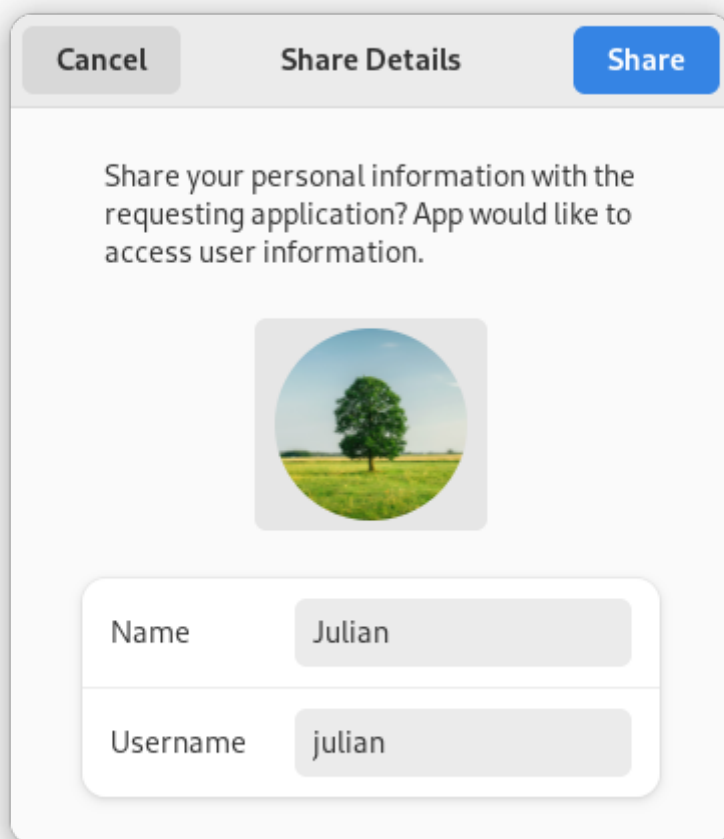 Cancel
Share Details
Share
Share your personal information with the
requesting application? App would like to
access user information.
Name
Julian
Username
julian